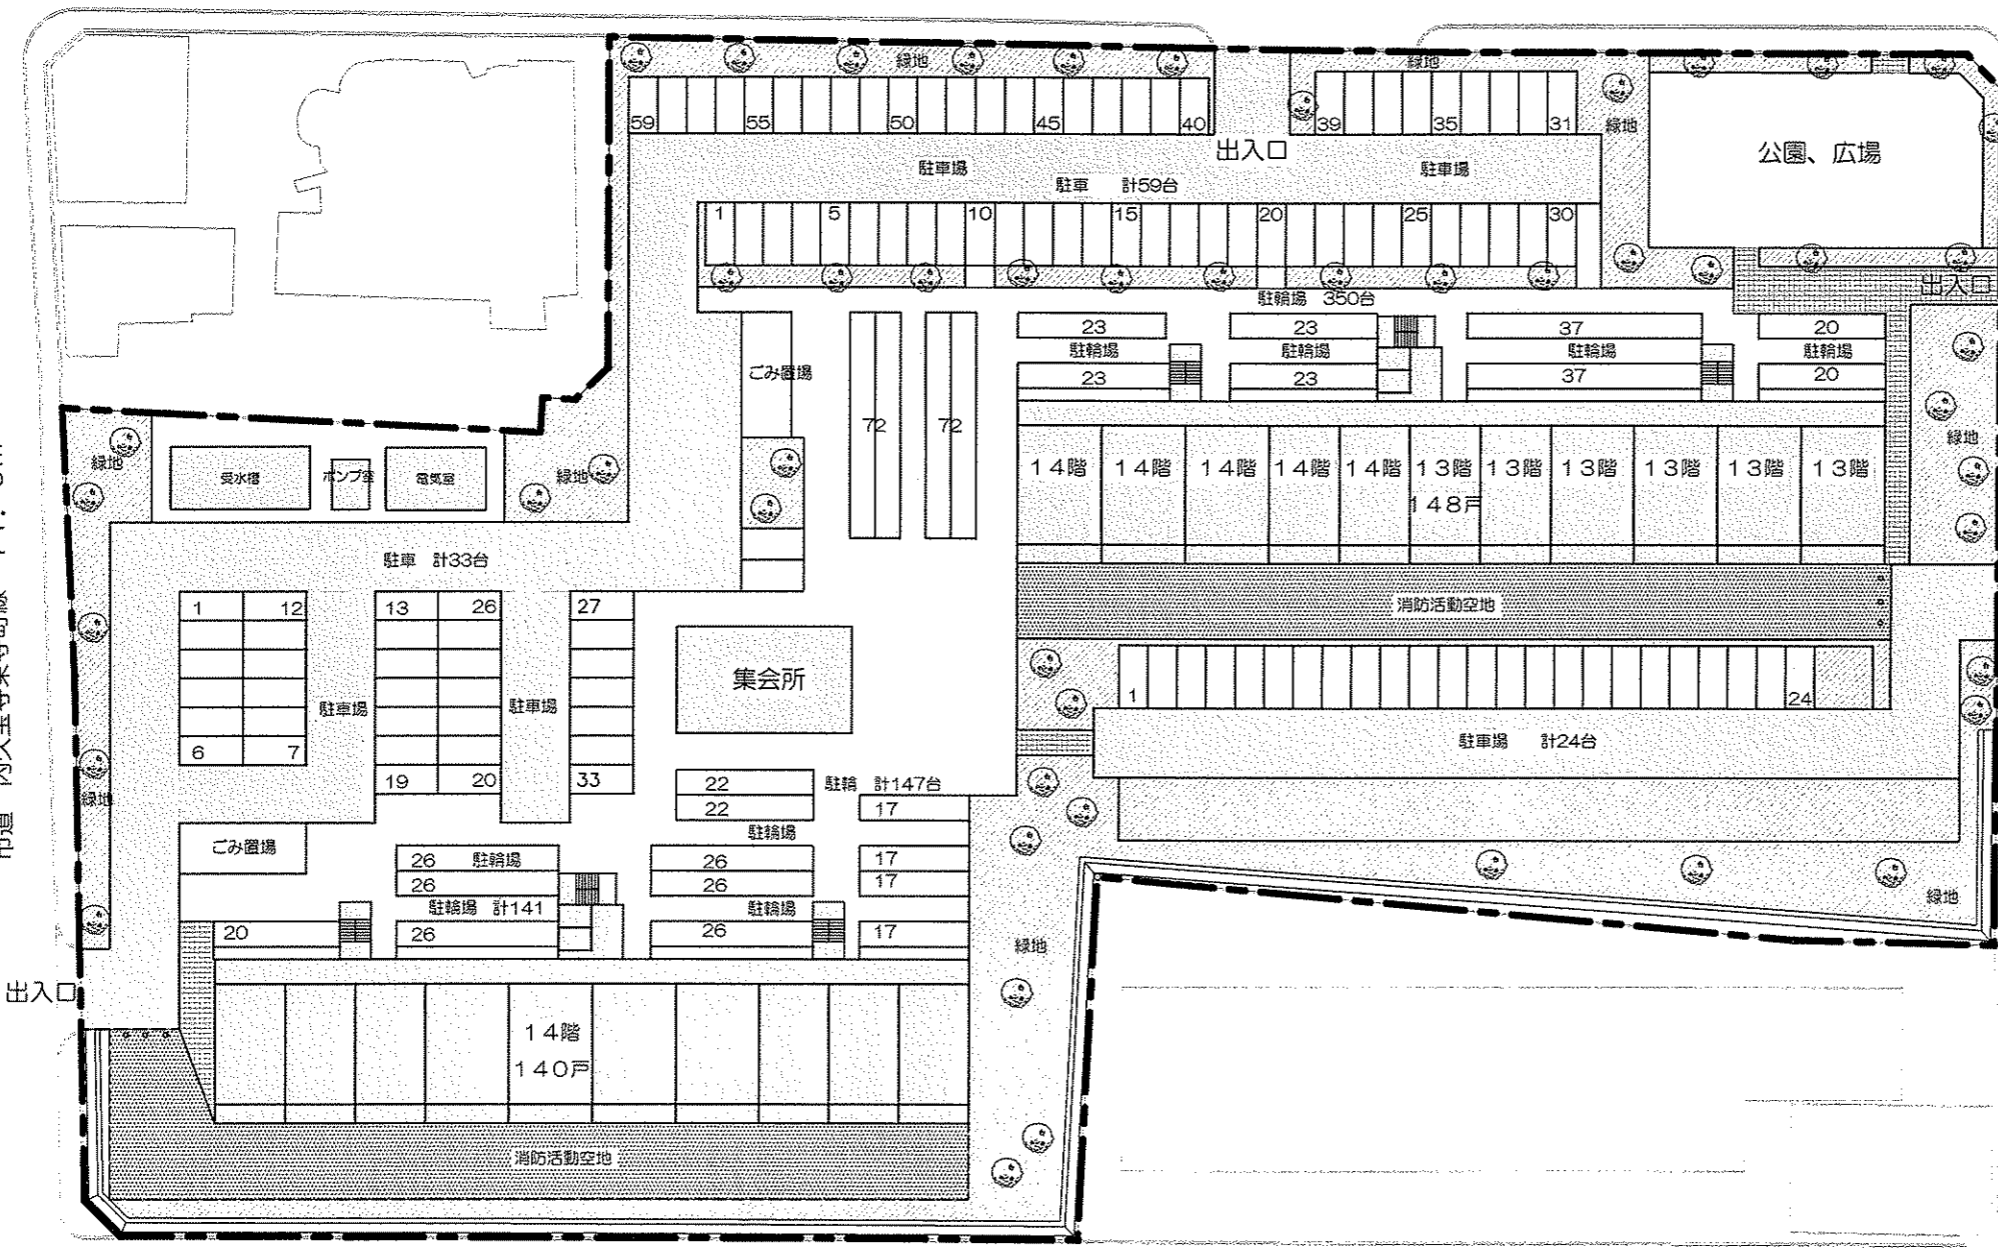 緑地
緑地
59
55
50
45
40
39
35
31
緑地
出入口
公園、広場
駐車場
駐車場
駐車　計59台
1
5
10
15
20
25
30
出入口
駐輪場　350台
23
23
37
20
駐輪場
駐輪場
駐輪場
駐輪場
23
23
37
20
ごみ置場
72
72
緑地
緑地
緑地
受水槽
ポンプ室
電気室
緑地
14階
14階
14階
14階
14階
13階
13階
13階
13階
13階
148戸
駐車　計33台
消防活動空地
1
12
13
26
27
集会所
1
24
駐車場
駐車場
駐車場　計24台
6
7
19
20
33
22
駐輪　計147台
22
17
緑地
駐輪場
ごみ置場
26
駐輪場
26
17
26
26
17
緑地
駐輪場　計141
駐輪場
20
26
26
17
緑地
出入口
14階
140戸
消防活動空地